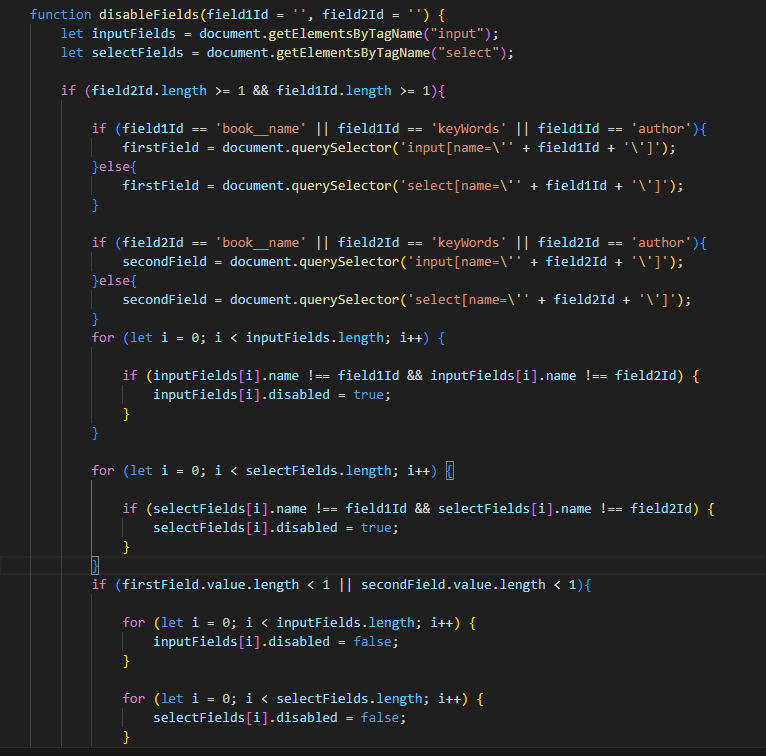 function disableFields(field1Id = '', field2Id = '') {
let inputFields = document.getElementsByTagName("input");
let selectFields = document.getElementsByTagName("select");
if (field2Id.length >= 1 && field1Id.length >= 1){
if (field1Id == 'book__name' || field1Id == 'keyWords' || field1Id == 'author'){
firstField = document.querySelector('input[name=\'' + field1Id + '\']');
}else{
firstField = document.querySelector('select[name=\'' + field1Id + '\']');
}
if (field2Id == 'book__name' || field2Id == 'keyWords' || field2Id == 'author'){
secondField = document.querySelector('input[name=\'' + field2Id + '\']');
}else{
secondField = document.querySelector('select[name=\'' + field2Id + '\']');
}
for (let i = 0; i < inputFields.length; i++) {
if (inputFields[i].name !== field1Id && inputFields[i].name !== field2Id) {
inputFields[i].disabled = true;
}
}
for (let i = 0; i < selectFields.length; i++) {
if (selectFields[i].name !== field1Id && selectFields[i].name !== field2Id) {
selectFields[i].disabled = true;
}
}
if (firstField.value.length < 1 || secondField.value.length < 1){
for (let i = 0; i < inputFields.length; i++) {
inputFields[i].disabled = false;
}
for (let i = 0; i < selectFields.length; i++) {
selectFields[i].disabled = false;
}